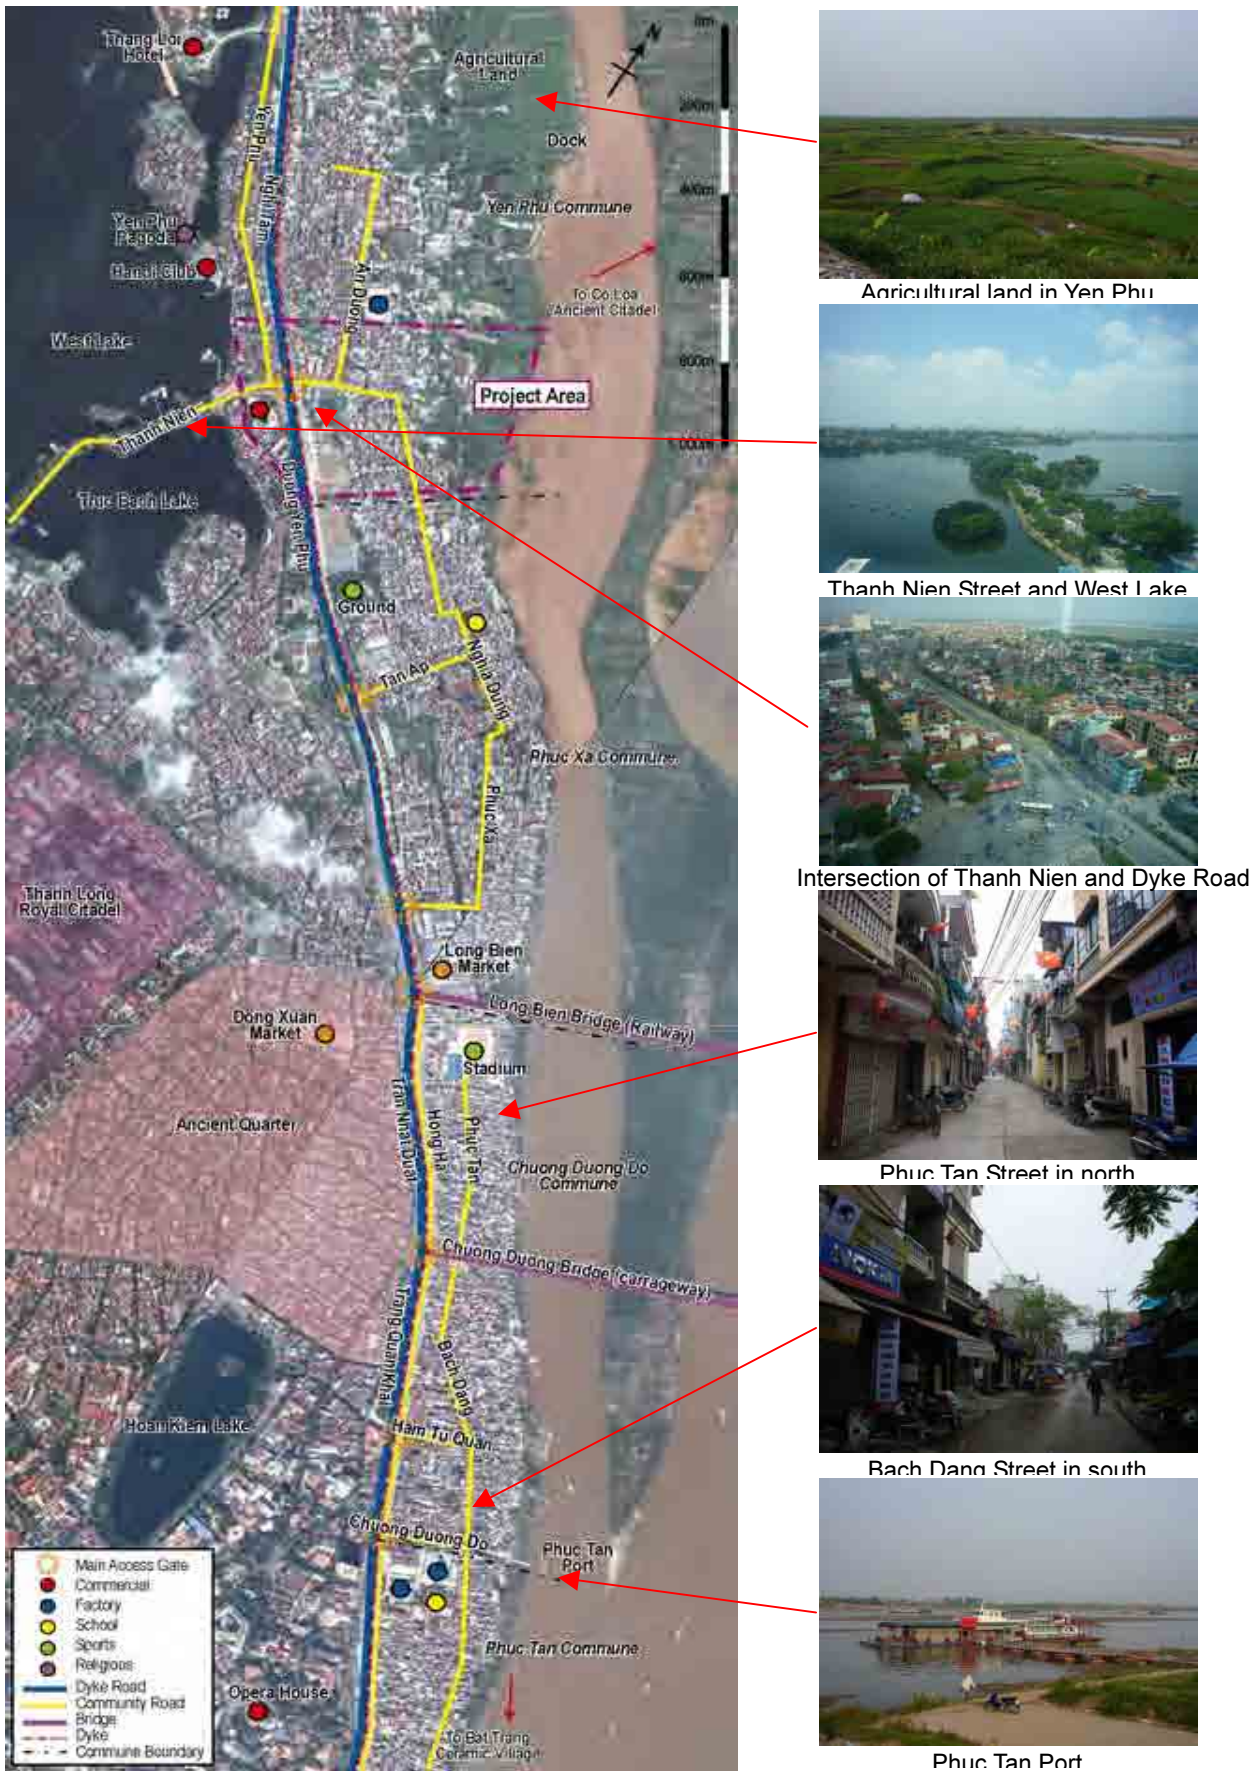 Thang Loi
Hotel
Agricultural
Land
N
0m
200m
400m
600m
800m
1,000m
Dock
Yen Phu
Nghi Tam
Yen Phu Commune
Yen Phu
Pagoda
Hanoi Club
An Duong
To Co Loa
Ancient Citadel
West Lake
Project Area
Thanh Nien
Truc Bach Lake
Duong Yen Phu
Ground
Tan Ap
Nghia Dung
Phuc Xa Commune
Phuc Xa
Thanh Long
Royal Citadel
Long Bien
Market
Dong Xuan
Market
Long Bien Bridge (Railway)
Stadium
Tran Nhat Duat
Hong Ha
Phuc Tan
Ancient Quarter
Chuong Duong Do
Commune
Chuong Duong Bridge (carrageway)
Trang Quan Khai
Bach Dang
Hoam Kiem Lake
Ham Tu Quan
Chuong Duong Do
Phuc Tan
Port
Phuc Tan Commune
Opera House
To Bat Trang
Ceramic Village
Main Access Gate
Commercial
Factory
School
Sports
Religious
Dyke Road
Community Road
Bridge
Dyke
Commune Boundary
Agricultural land in Yen Phu
Thanh Nien Street and West Lake
Intersection of Thanh Nien and Dyke Road
Phuc Tan Street in north
NOKIA
Bach Dang Street in south
Phuc Tan Port